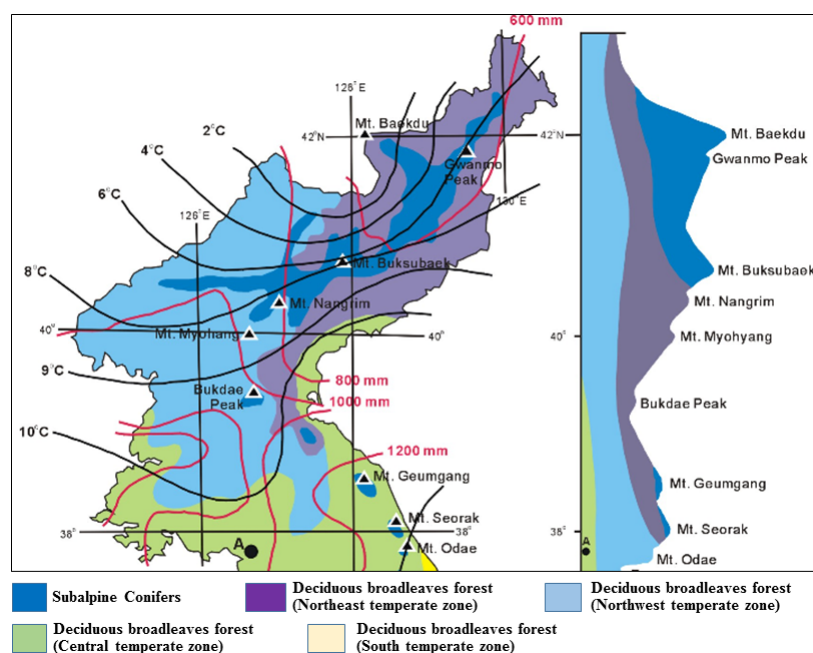 600 mm
128°E
Mt. Baekdu
42°N
42°N
Mt. Baekdu
2°C
Gwanmo
Peak
Gwanmo Peak
4°C
130°E
6°C
126°E
Mt. Buksubaek
Mt. Buksubaek
8°C
Mt. Nangrim
Mt. Nangrim
40°
Mt. Myohang
40°
40°
Mt. Myohyang
9°C
800 mm
Bukdae
Peak
1000 mm
Bukdae Peak
10°C
1200 mm
Mt. Geumgang
Mt. Geumgang
38°
Mt. Seorak
38°
38°
Mt. Seorak
A
Mt. Odae
A
Mt. Odae
Subalpine Conifers
Deciduous broadleaves forest
(Northeast temperate zone)
Deciduous broadleaves forest
(Northwest temperate zone)
Deciduous broadleaves forest
(Central temperate zone)
Deciduous broadleaves forest
(South temperate zone)